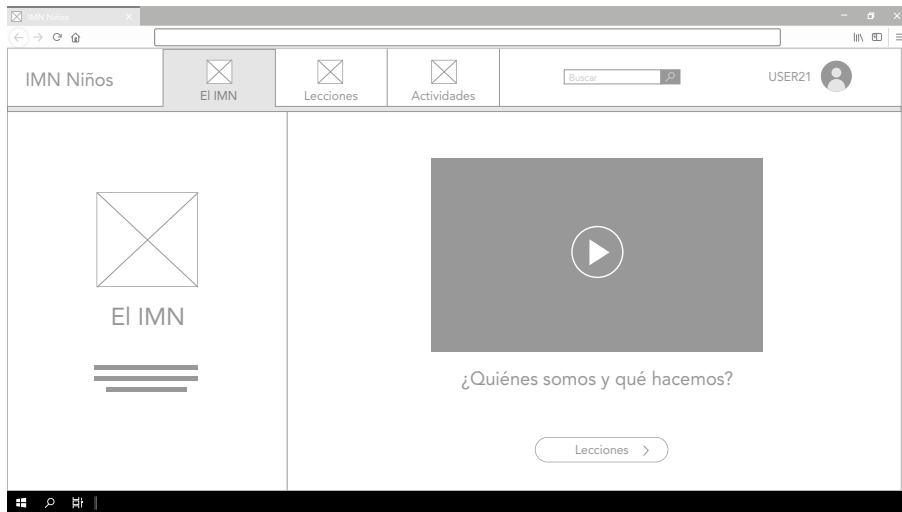 IMN Niños
IMN Niños
El IMN
Lecciones
Actividades
Buscar
USER21
El IMN
¿Quiénes somos y qué hacemos?
Lecciones